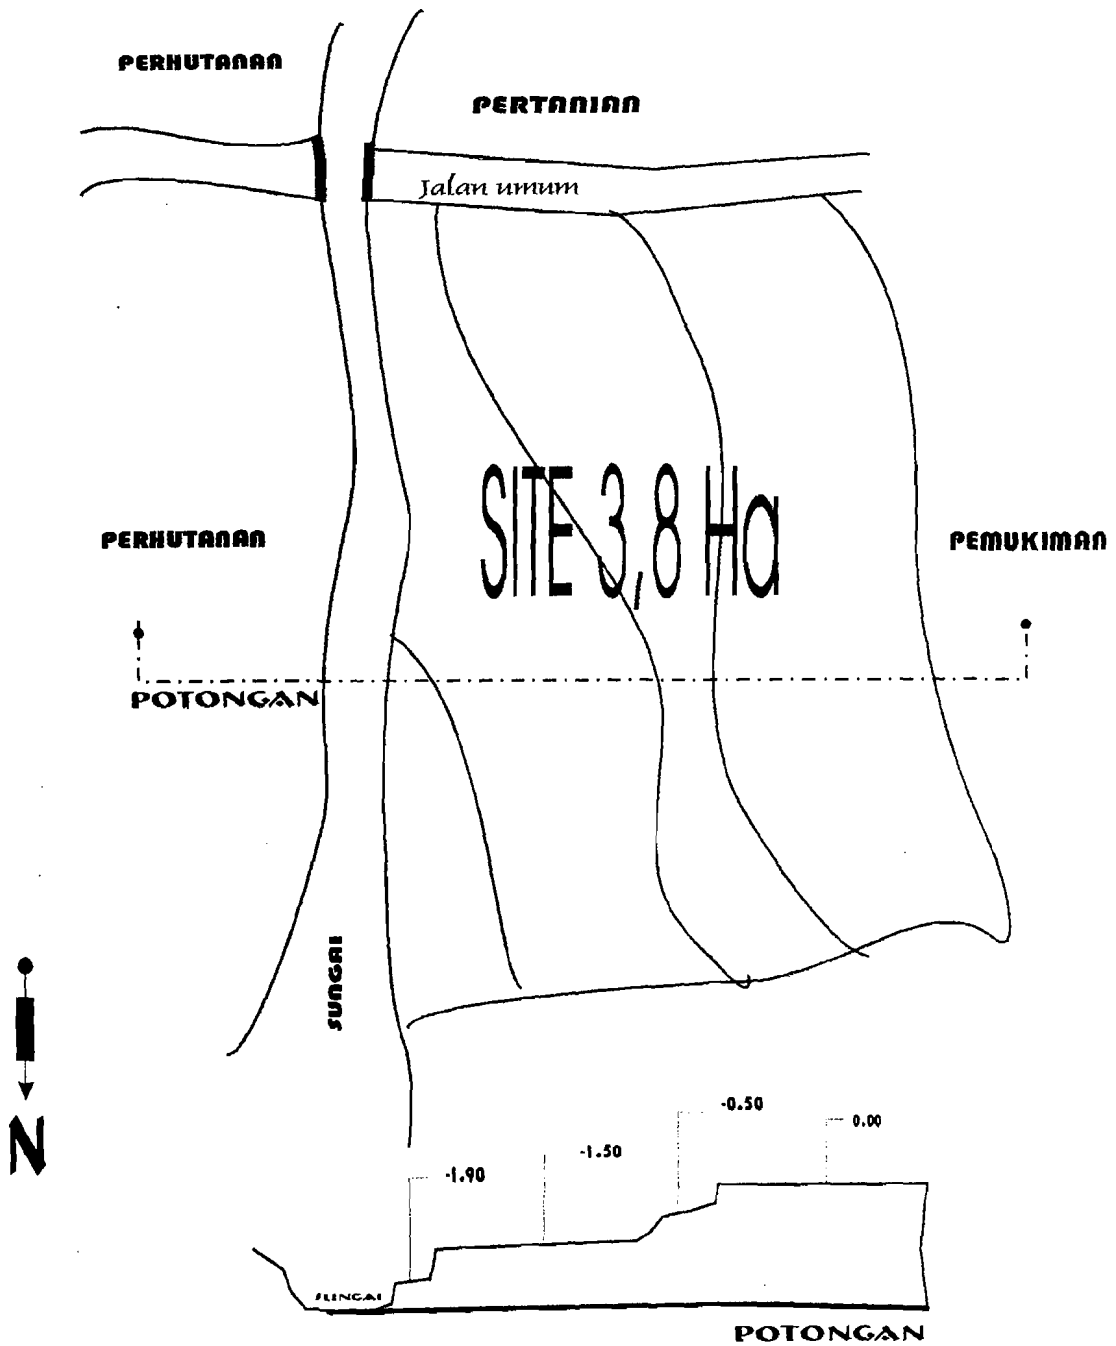 PERHUTANAN
PERTANIAN
Jalan umum
SITE 3,8 Ha
PERHUTANAN
PEMUKIMAN
POTONGAN
SUNGAI
N
-0.50
0.00
-1.50
-1.90
SUNGAI
POTONGAN